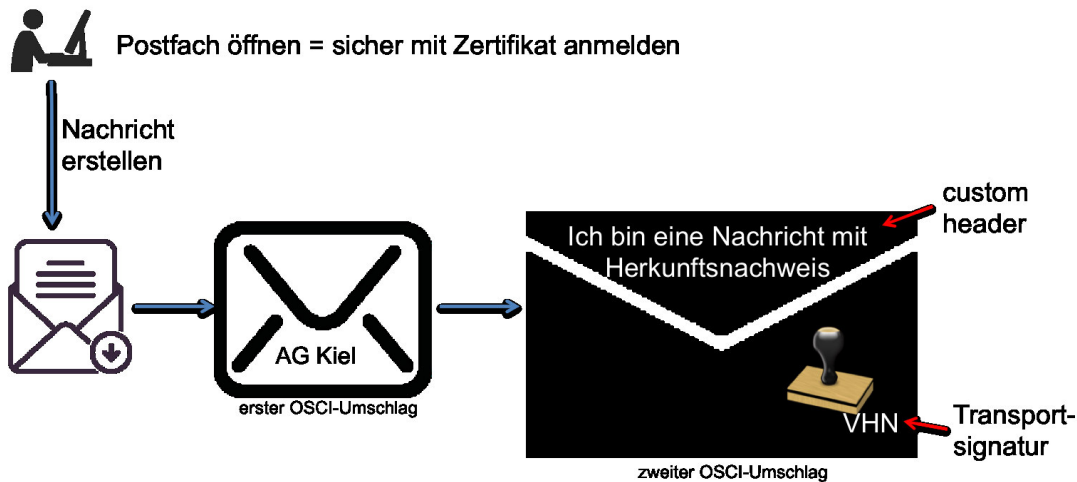 Postfach öffnen = sicher mit Zertifikat anmelden
Nachricht
erstellen
custom
header
Ich bin eine Nachricht mit
Herkunftsnachweis
AG Kiel
erster OSCI-Umschlag
VHN
Transport-
signatur
zweiter OSCI-Umschlag